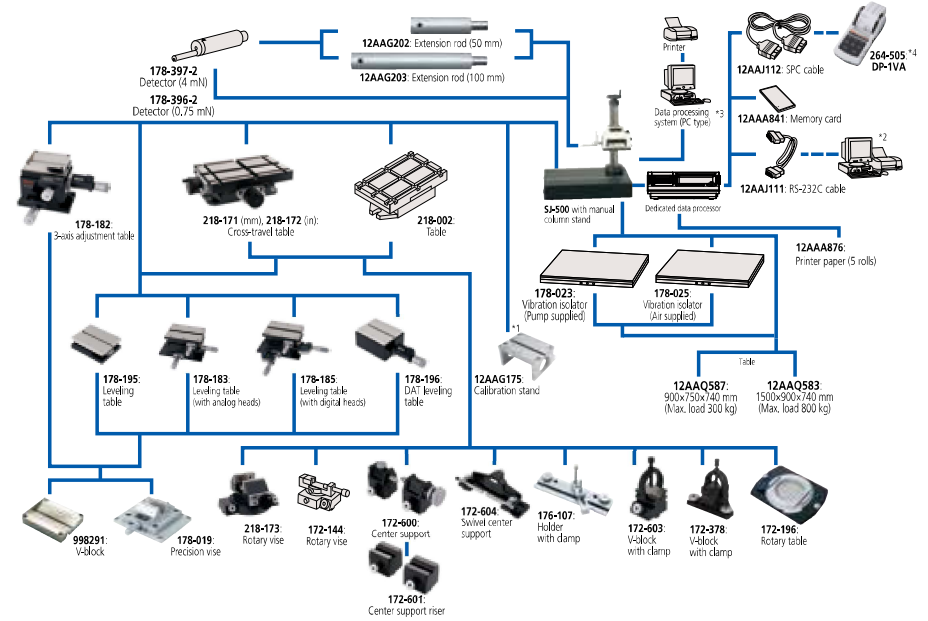 178-397-2
Detector (4 mN)
178-396-2
Detector (0.75 mN)
12AAG202: Extension rod (50 mm)
12AAG203: Extension rod (100 mm)
Printer
Data processing
system (PC type)
*3
12AAJ112: SPC cable
264-505: *4
DP-1VA
12AAA841: Memory card
*2
12AAJ111: RS-232C cable
178-182:
3-axis adjustment table
218-171 (mm), 218-172 (in):
Cross-travel table
218-002:
Table
SJ-500 with manual
column stand
Dedicated data processor
12AAA876:
Printer paper (5 rolls)
178-023:
Vibration isolator
(Pump supplied)
178-025:
Vibration isolator
(Air supplied)
Table
12AAQ587:
900×750×740 mm
(Max. load 300 kg)
12AAQ583:
1500×900×740 mm
(Max. load 800 kg)
178-195:
Leveling
table
178-183:
Leveling table
(with analog heads)
178-185:
Leveling table
(with digital heads)
178-196:
DAT leveling
table
*1
12AAG175:
Calibration stand
998291:
V-block
178-019:
Precision vise
218-173:
Rotary vise
172-144:
Rotary vise
172-600:
Center support
172-601:
Center support riser
172-604:
Swivel center
support
176-107:
Holder
with clamp
172-603:
V-block
with clamp
172-378:
V-block
with clamp
172-196:
Rotary table